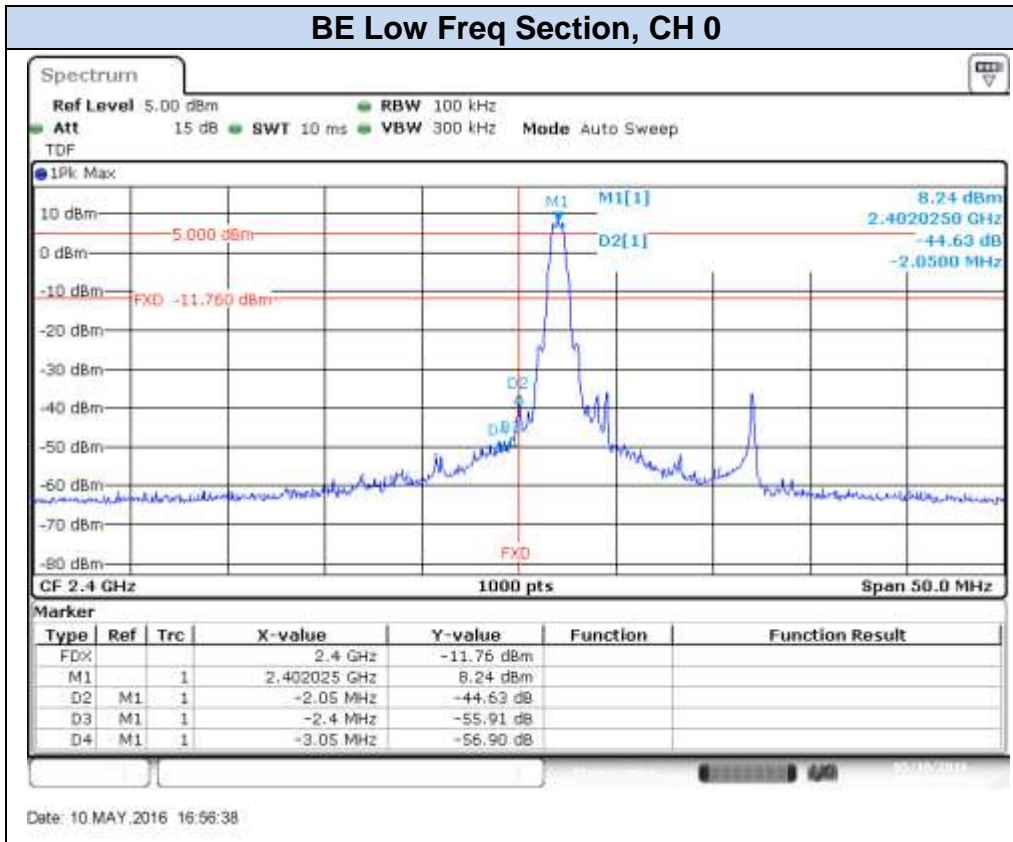 BE Low Freq Section, CH 0
Spectrum
Ref Level 5.00 dBm RBW 100 kHz
Att 15 dB SWT 10 ms VBW 300 kHz Mode Auto Sweep
TDF
1Pk Max
M1 M1[1] 8.24 dBm
2.4020250 GHz
D2[1] -44.63 dB
-2.0500 MHz
10 dBm
5.000 dBm
0 dBm
-10 dBm
FXD -11.760 dBm
-20 dBm
-30 dBm
D2
-40 dBm
-50 dBm
-60 dBm
-70 dBm
FXD
-80 dBm
CF 2.4 GHz 1000 pts Span 50.0 MHz
Marker
Type Ref Trc X-value Y-value Function Function Result
FDX 2.4 GHz -11.76 dBm
M1 1 2.402025 GHz 8.24 dBm
D2 M1 1 -2.05 MHz -44.63 dB
D3 M1 1 -2.4 MHz -55.91 dB
D4 M1 1 -3.05 MHz -56.90 dB
Date: 10.MAY.2016 16:56:38